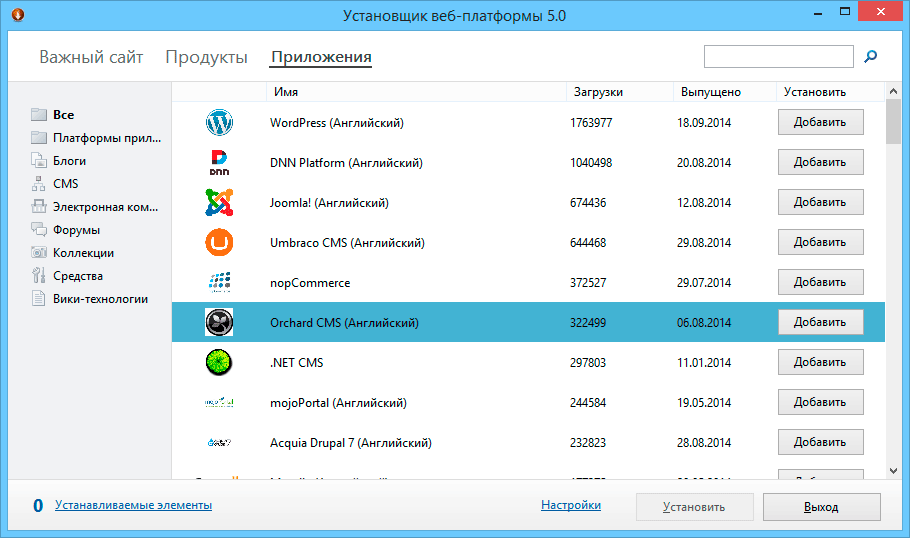 Установщик веб-платформы 5.0
Важный сайт Продукты Приложения
Имя Загрузки Выпущено Установить
Все
Платформы прил...
Блоги
CMS
Электронная ком...
Форумы
Коллекции
Средства
Вики-технологии
WordPress (Английский) 1763977 18.09.2014 Добавить
DNN DNN Platform (Английский) 1040498 20.08.2014 Добавить
Joomla! (Английский) 674436 12.08.2014 Добавить
Umbraco CMS (Английский) 644468 29.08.2014 Добавить
nopCommerce 372527 29.07.2014 Добавить
Orchard CMS (Английский) 322499 06.08.2014 Добавить
.NET CMS 297803 11.01.2014 Добавить
mojoPortal (Английский) 244584 19.05.2014 Добавить
Acquia Drupal 7 (Английский) 232823 28.08.2014 Добавить
0 Устанавливаемые элементы Настройки Установить Выход